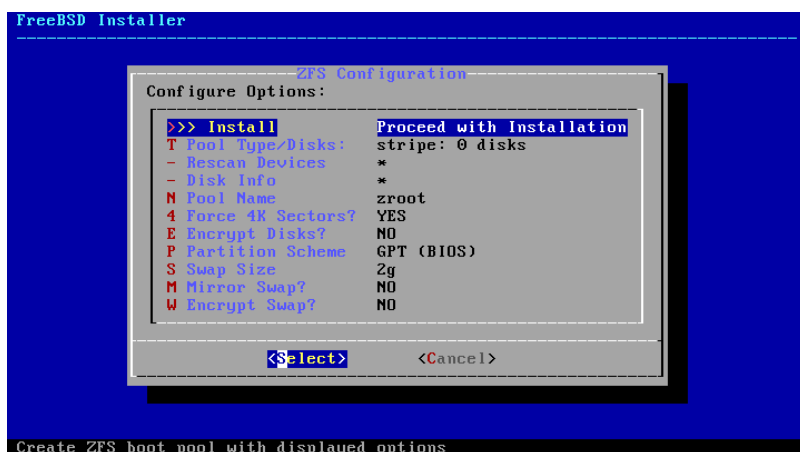 FreeBSD Installer
ZFS Configuration
Configure Options:
>>> Install Proceed with Installation
T Pool Type/Disks: stripe: 0 disks
- Rescan Devices *
- Disk Info *
N Pool Name zroot
4 Force 4K Sectors? YES
E Encrypt Disks? NO
P Partition Scheme GPT (BIOS)
S Swap Size 2g
M Mirror Swap? NO
W Encrypt Swap? NO
<Select> <Cancel>
Create ZFS boot pool with displayed options